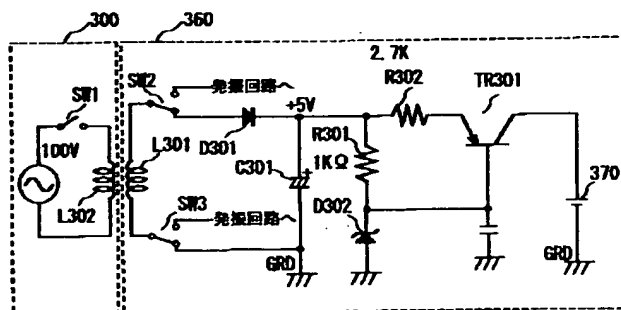 300
360
2.7K
SW1
SW2
発振回路へ
+5V
R302
TR301
100V
L301
D301
R301
1KΩ
C301
+
370
L302
SW3
発振回路へ
D302
GRD
GRD